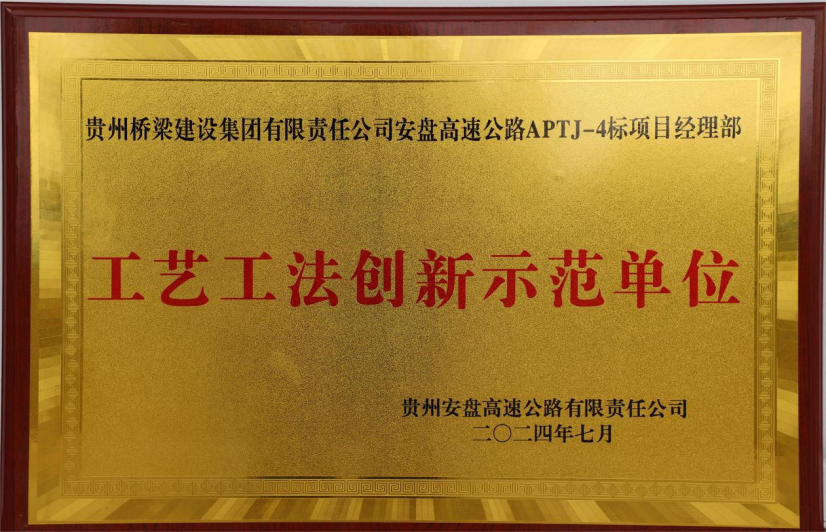 贵州桥梁建设集团有限责任公司安盘高速公路APTJ-4标项目经理部
工艺工法创新示范单位
贵州安盘高速公路有限责任公司
二〇二四年七月